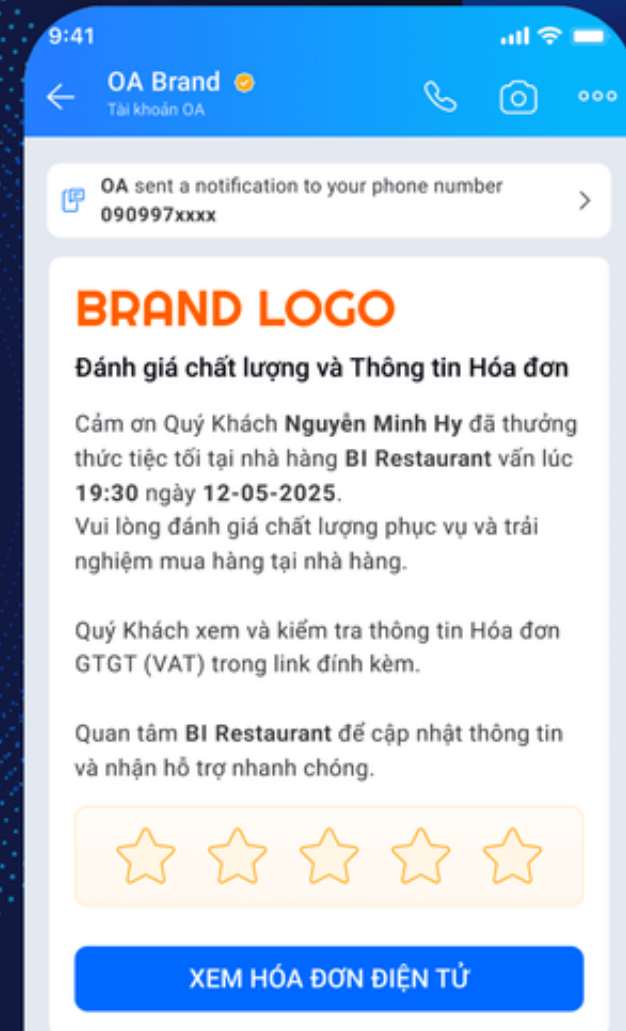 9:41
OA Brand
Tài khoản OA
OA sent a notification to your phone number
090997xxxx
BRAND LOGO
Đánh giá chất lượng và Thông tin Hóa đơn
Cảm ơn Quý Khách Nguyễn Minh Hy đã thưởng
thức tiệc tối tại nhà hàng BI Restaurant vấn lúc
19:30 ngày 12-05-2025.
Vui lòng đánh giá chất lượng phục vụ và trải
nghiệm mua hàng tại nhà hàng.
Quý Khách xem và kiểm tra thông tin Hóa đơn
GTGT (VAT) trong link đính kèm.
Quan tâm BI Restaurant để cập nhật thông tin
và nhận hỗ trợ nhanh chóng.
XEM HÓA ĐƠN ĐIỆN TỬ